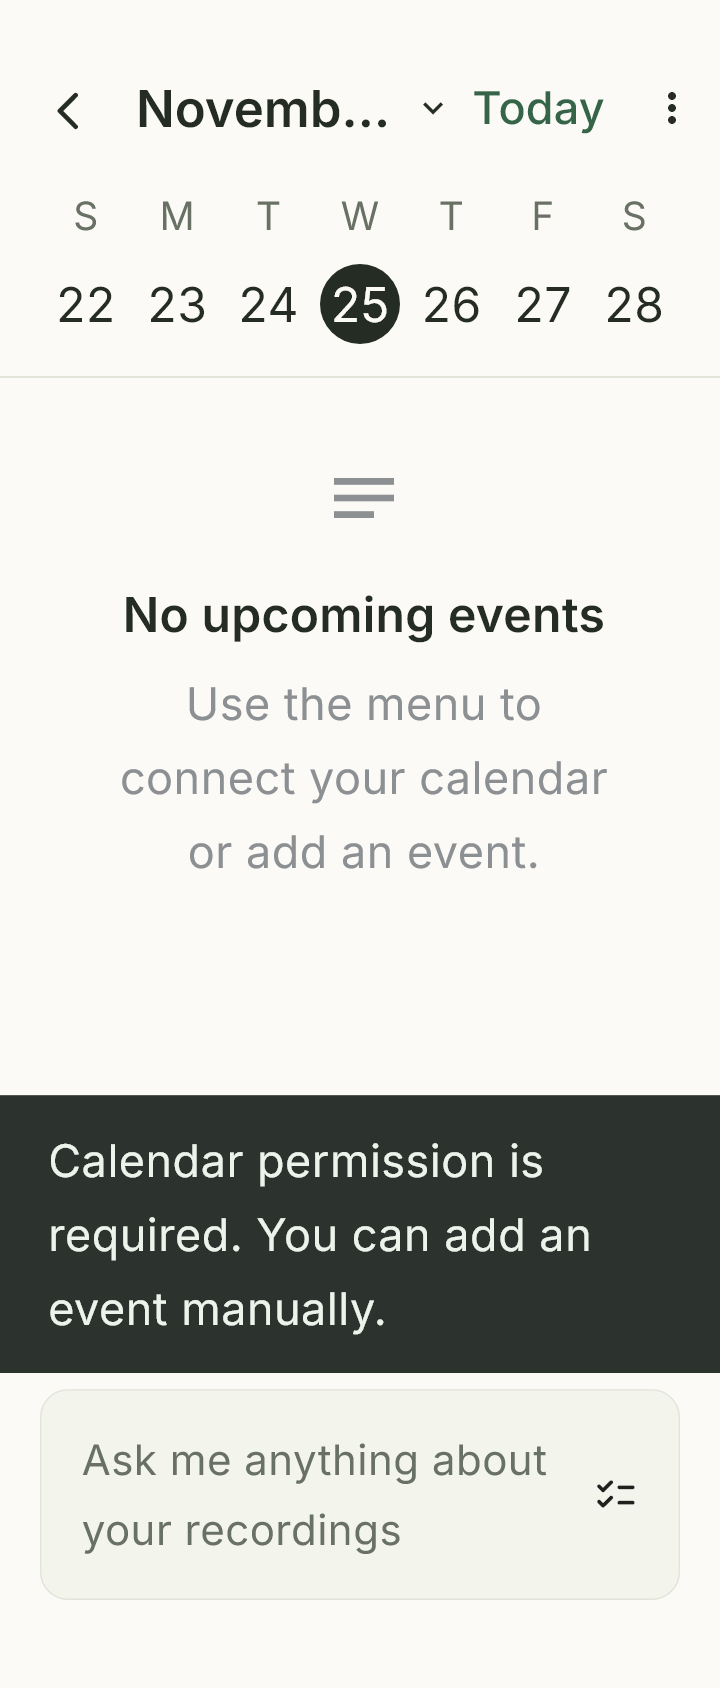 Novemb... Today
S M T W T F S
22 23 24 25 26 27 28
No upcoming events
Use the menu to
connect your calendar
or add an event.
Calendar permission is
required. You can add an
event manually.
Ask me anything about
your recordings